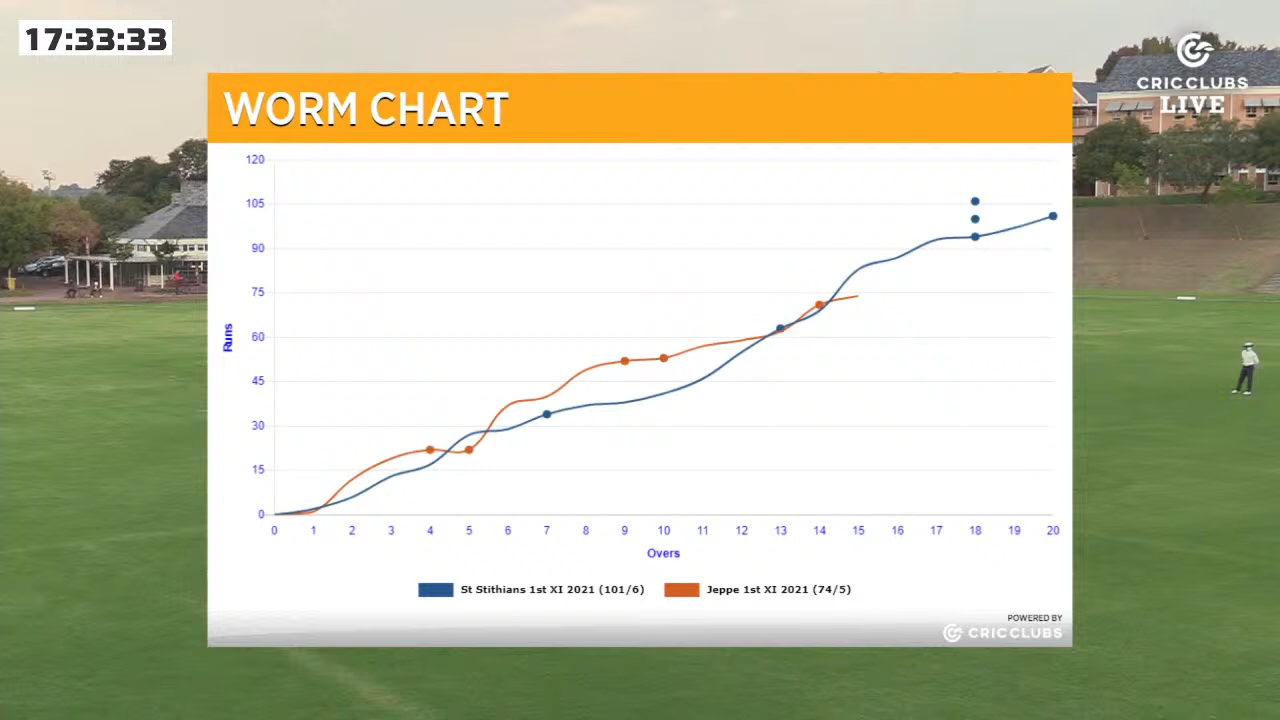 17:33:33
CRICCLUBS
LIVE
WORM CHART
120
105
90
75
60
45
30
15
0
Runs
0 1 2 3 4 5 6 7 8 9 10 11 12 13 14 15 16 17 18 19 20
Overs
St Stithians 1st XI 2021 (101/6) Jeppe 1st XI 2021 (74/5)
POWERED BY
CRICCLUBS